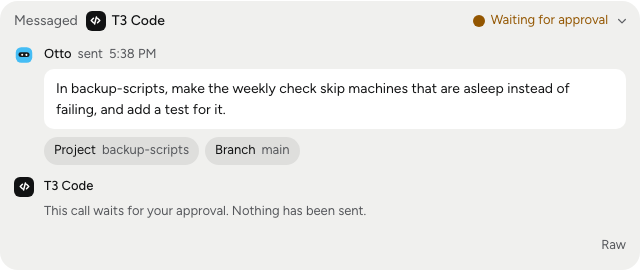 Messaged T3 Code Waiting for approval
Otto sent 5:38 PM
In backup-scripts, make the weekly check skip machines that are asleep instead of
failing, and add a test for it.
Project backup-scripts Branch main
T3 Code
This call waits for your approval. Nothing has been sent.
Raw